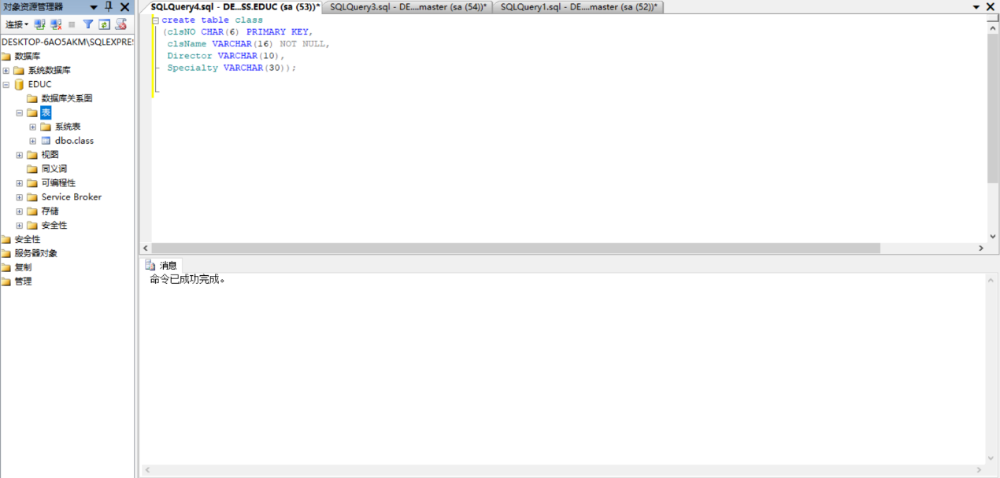 对象资源管理器
连接
DESKTOP-6AO5AKM\SQLEXPRES
数据库
系统数据库
EDUC
数据库关系图
表
系统表
dbo.class
视图
同义词
可编程性
Service Broker
存储
安全性
安全性
服务器对象
复制
管理
SQLQuery4.sql - DE...SS.EDUC (sa (53))*
SQLQuery3.sql - DE....master (sa (54))*
SQLQuery1.sql - DE....master (sa (52))*
create table class
(clsNO CHAR(6) PRIMARY KEY,
clsName VARCHAR(16) NOT NULL,
Director VARCHAR(10),
Specialty VARCHAR(30));
消息
命令已成功完成。